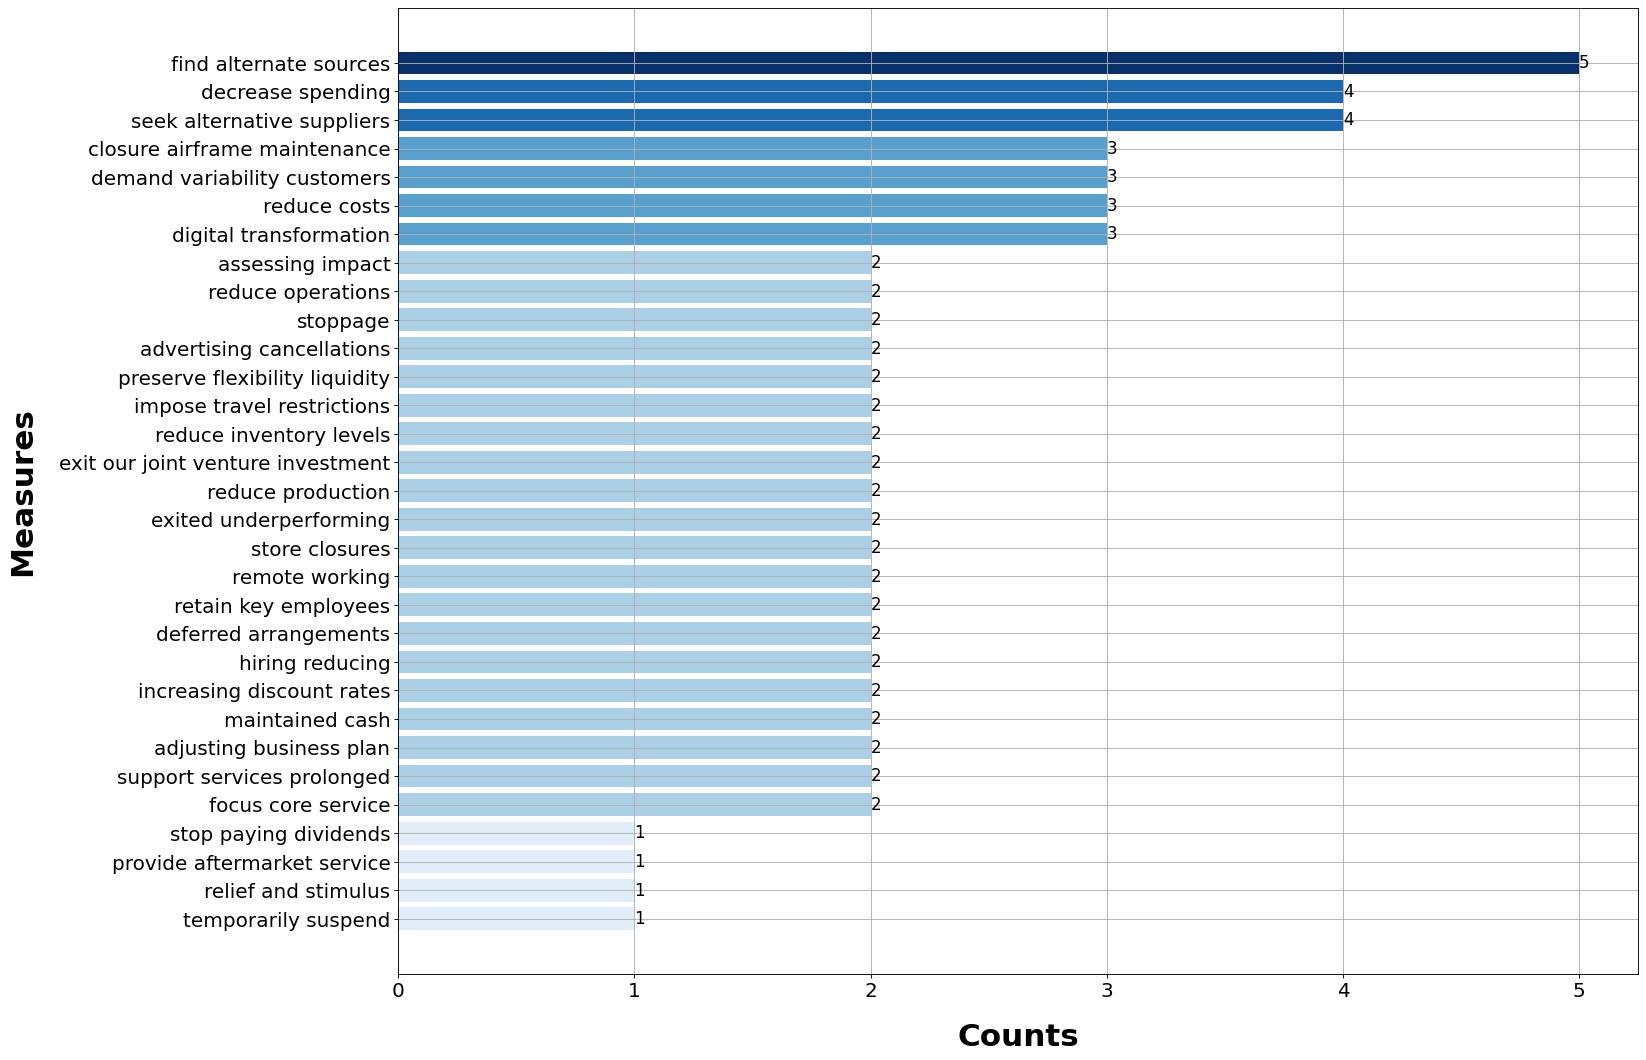 find alternate sources 5
decrease spending 4
seek alternative suppliers 4
closure airframe maintenance 3
demand variability customers 3
reduce costs 3
digital transformation 3
assessing impact 2
reduce operations 2
stoppage 2
advertising cancellations 2
preserve flexibility liquidity 2
impose travel restrictions 2
reduce inventory levels 2
exit our joint venture investment 2
reduce production 2
exited underperforming 2
store closures 2
remote working 2
retain key employees 2
deferred arrangements 2
hiring reducing 2
increasing discount rates 2
maintained cash 2
adjusting business plan 2
support services prolonged 2
focus core service 2
stop paying dividends 1
provide aftermarket service 1
relief and stimulus 1
temporarily suspend 1
Measures
0 1 2 3 4 5
Counts